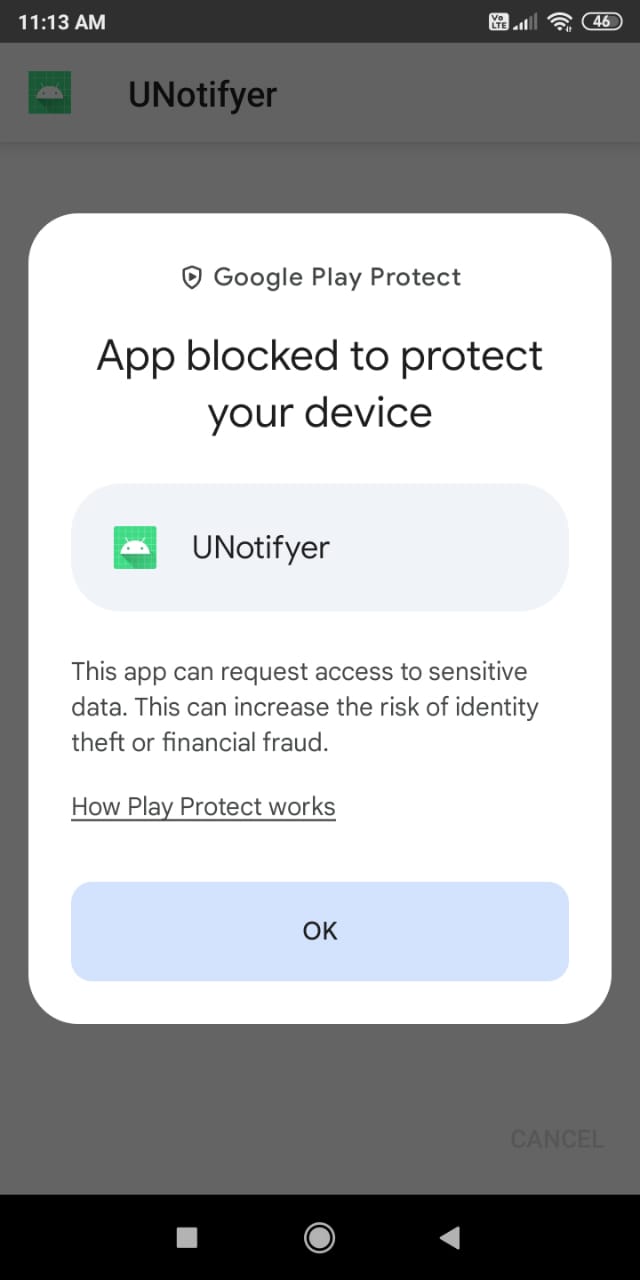 11:13 AM
Vo LTE
46
UNotifyer
Google Play Protect
App blocked to protect
your device
UNotifyer
This app can request access to sensitive
data. This can increase the risk of identity
theft or financial fraud.
How Play Protect works
OK
CANCEL